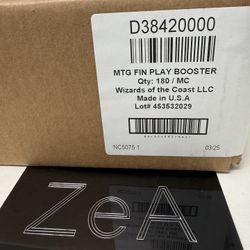 D38420000
MTG FIN PLAY BOOSTER
Qty: 180 / MC
Wizards of the Coast LLC
Made in U.S.A
Lot# 453532029
NC5075 1
03/25
ZeA